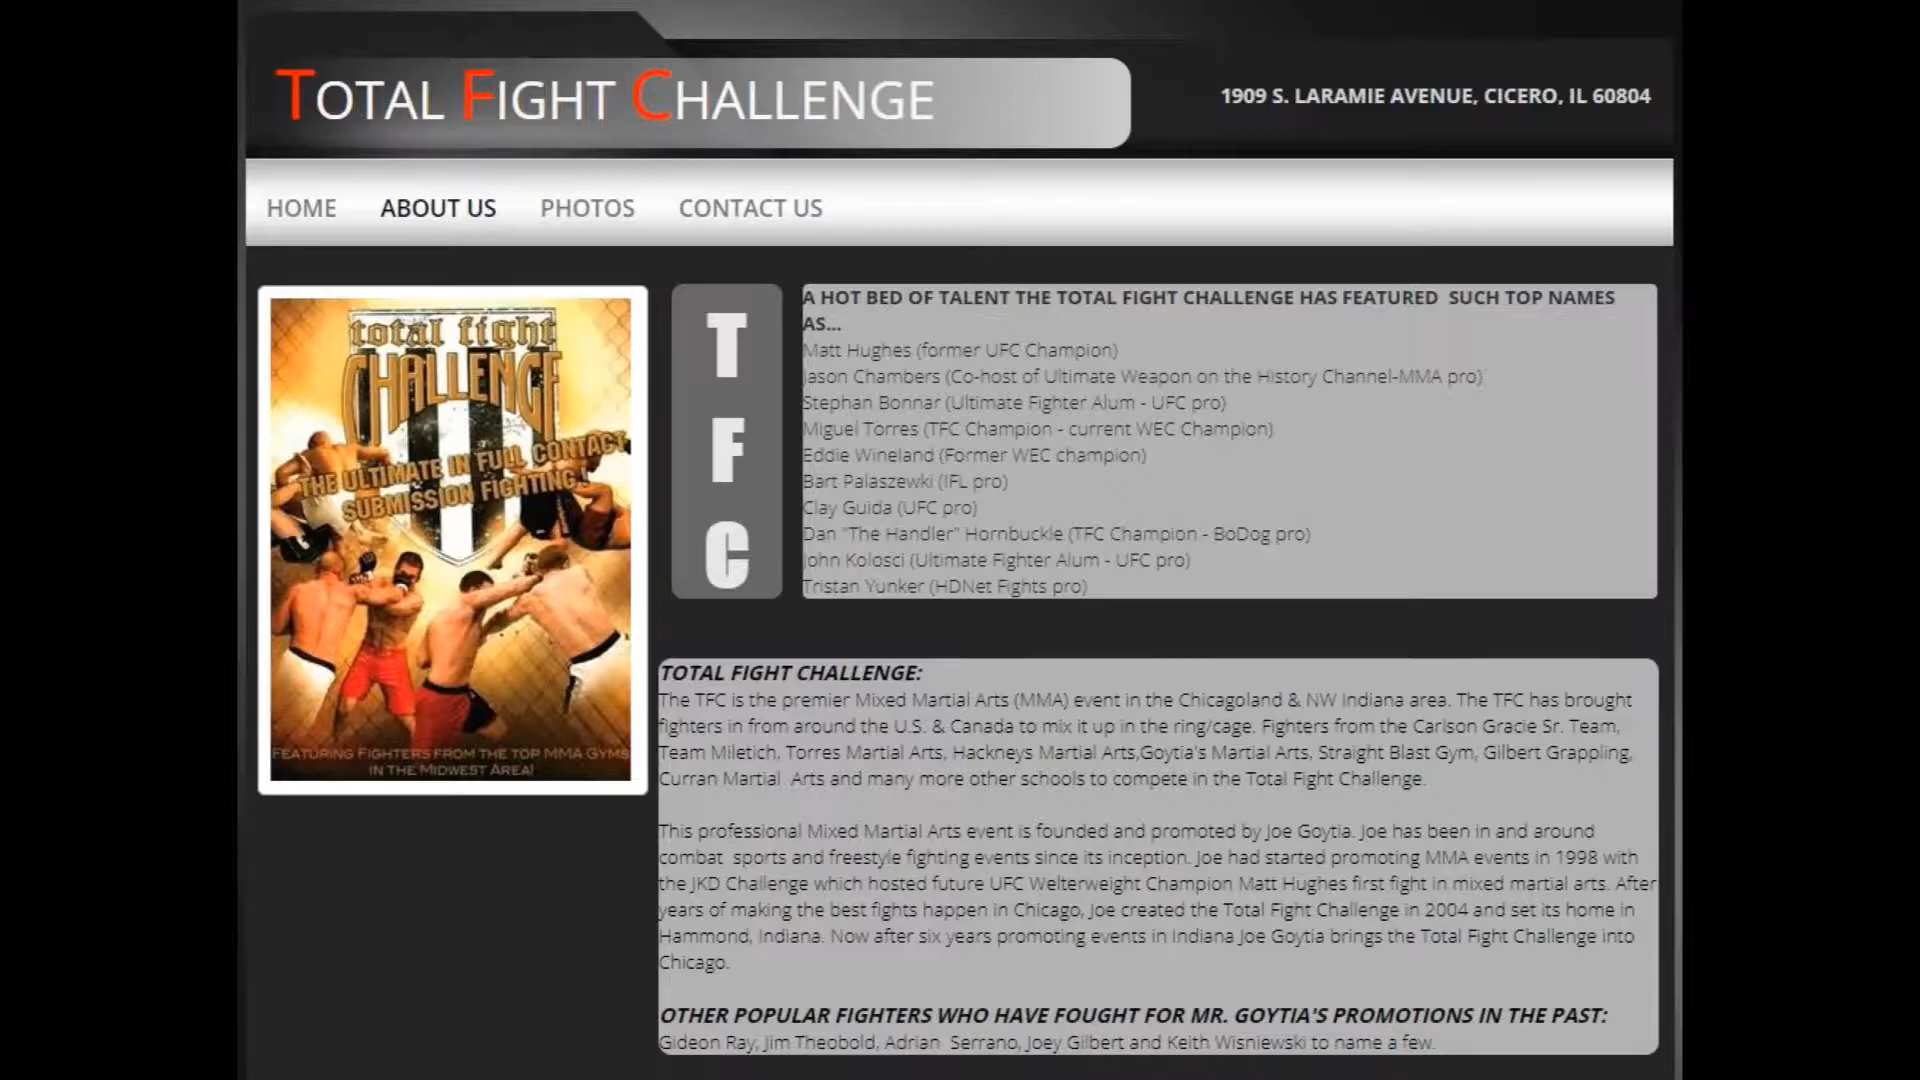 TOTAL FIGHT CHALLENGE
1909 S. LARAMIE AVENUE, CICERO, IL 60804
HOME ABOUT US PHOTOS CONTACT US
total fight
CHALLENGE
THE ULTIMATE IN FULL CONTACT
SUBMISSION FIGHTING!
FEATURING FIGHTERS FROM THE TOP MMA GYMS
IN THE MIDWEST AREA!
T
F
C
A HOT BED OF TALENT THE TOTAL FIGHT CHALLENGE HAS FEATURED SUCH TOP NAMES
AS...
Matt Hughes (former UFC Champion)
Jason Chambers (Co-host of Ultimate Weapon on the History Channel-MMA pro)
Stephan Bonnar (Ultimate Fighter Alum - UFC pro)
Miguel Torres (TFC Champion - current WEC Champion)
Eddie Wineland (Former WEC champion)
Bart Palaszewki (IFL pro)
Clay Guida (UFC pro)
Dan "The Handler" Hornbuckle (TFC Champion - BoDog pro)
John Kolosci (Ultimate Fighter Alum - UFC pro)
Tristan Yunker (HDNet Fights pro)
TOTAL FIGHT CHALLENGE:
The TFC is the premier Mixed Martial Arts (MMA) event in the Chicagoland & NW Indiana area. The TFC has brought
fighters in from around the U.S. & Canada to mix it up in the ring/cage. Fighters from the Carlson Gracie Sr. Team,
Team Miletich, Torres Martial Arts, Hackneys Martial Arts,Goytia's Martial Arts, Straight Blast Gym, Gilbert Grappling,
Curran Martial Arts and many more other schools to compete in the Total Fight Challenge.
This professional Mixed Martial Arts event is founded and promoted by Joe Goytia. Joe has been in and around
combat sports and freestyle fighting events since its inception. Joe had started promoting MMA events in 1998 with
the JKD Challenge which hosted future UFC Welterweight Champion Matt Hughes first fight in mixed martial arts. After
years of making the best fights happen in Chicago, Joe created the Total Fight Challenge in 2004 and set its home in
Hammond, Indiana. Now after six years promoting events in Indiana Joe Goytia brings the Total Fight Challenge into
Chicago.
OTHER POPULAR FIGHTERS WHO HAVE FOUGHT FOR MR. GOYTIA'S PROMOTIONS IN THE PAST:
Gideon Ray, Jim Theobold, Adrian Serrano, Joey Gilbert and Keith Wisniewski to name a few.